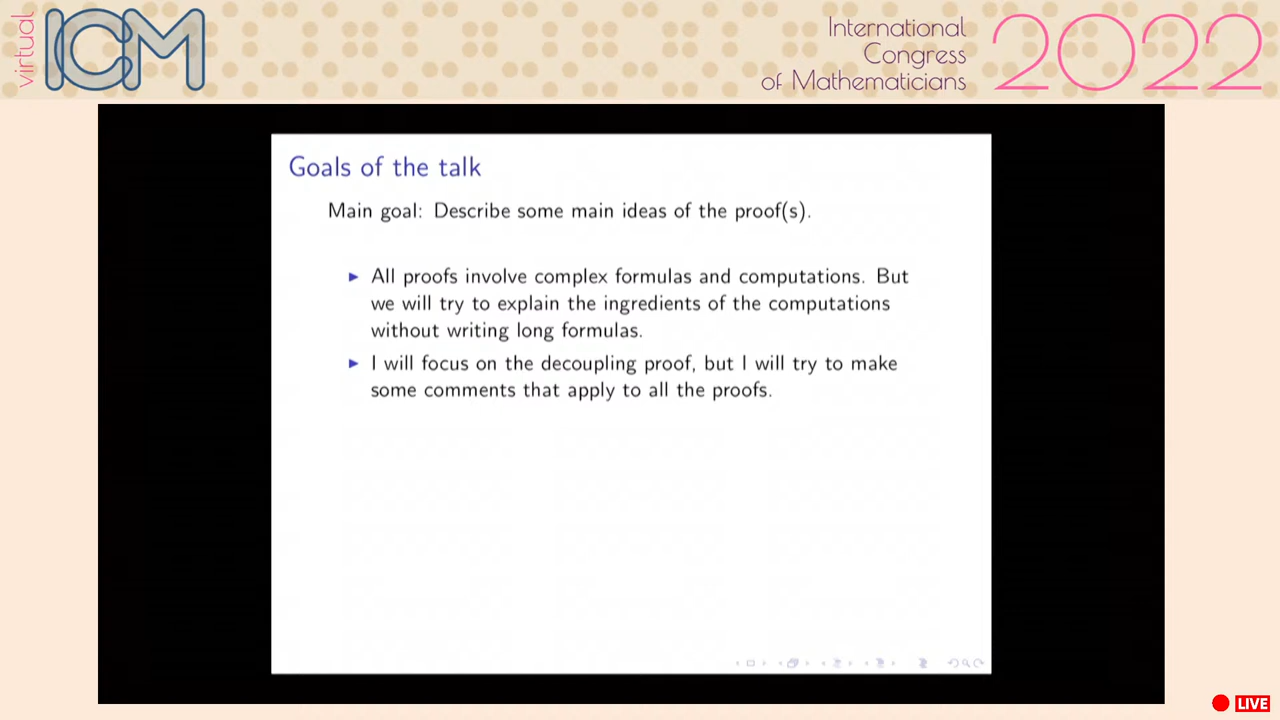 virtual
ICM
International
Congress
of Mathematicians
2022
Goals of the talk
Main goal: Describe some main ideas of the proof(s).
All proofs involve complex formulas and computations. But
we will try to explain the ingredients of the computations
without writing long formulas.
I will focus on the decoupling proof, but I will try to make
some comments that apply to all the proofs.
LIVE